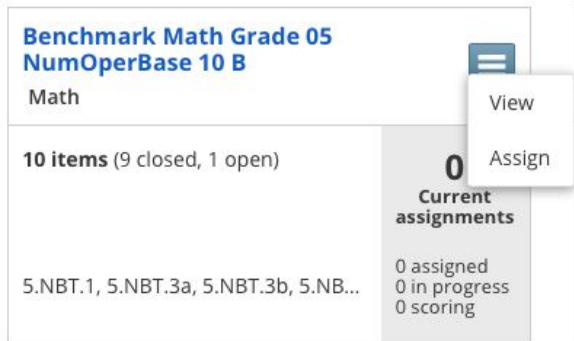 Benchmark Math Grade 05
NumOperBase 10 B
Math
View
Assign
10 items (9 closed, 1 open)
0
Current
assignments
5.NBT.1, 5.NBT.3a, 5.NBT.3b, 5.NB...
0 assigned
0 in progress
0 scoring